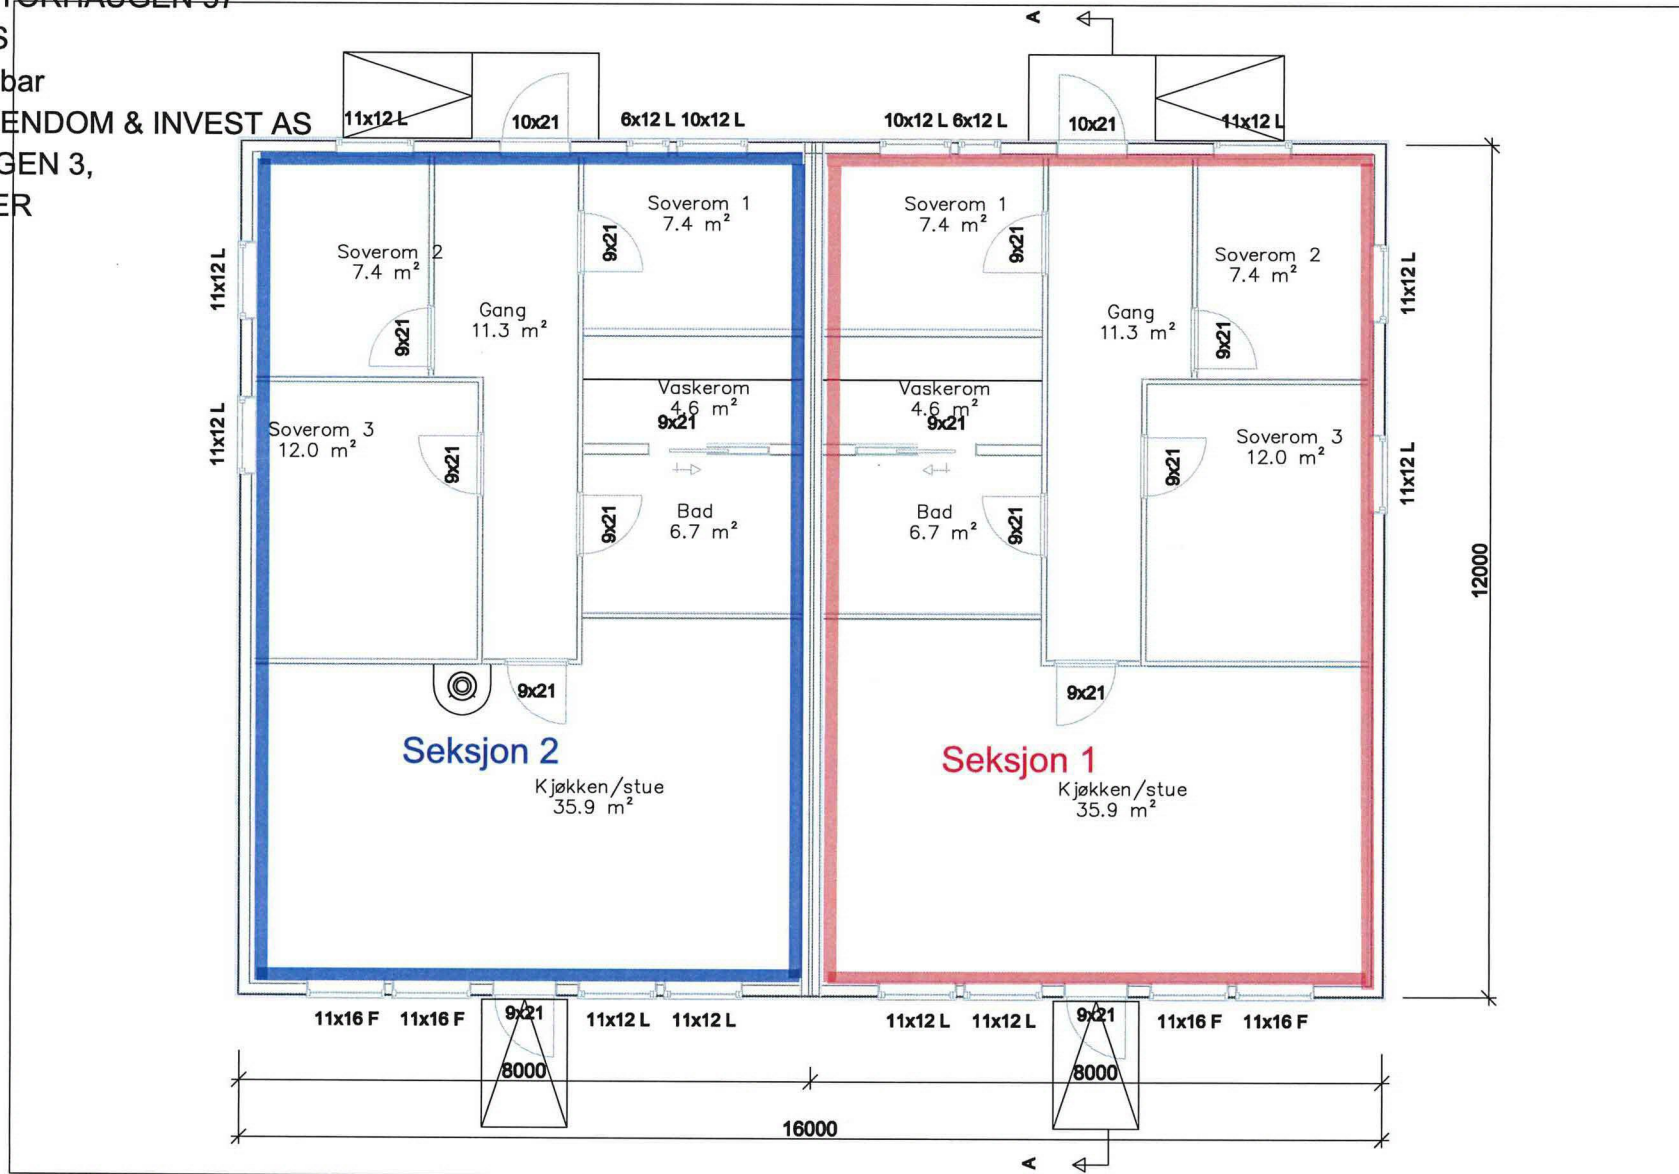 bar
ENDOM & INVEST AS
GEN 3,
ER
A
11x12 L
10x21
6x12 L 10x12 L
10x12 L 6x12 L
10x21
11x12 L
Soverom 1
7.4 m²
9x21
Soverom 2
7.4 m²
9x21
Gang
11.3 m²
11x12 L
11x12 L
Soverom 3
12.0 m²
9x21
Vaskerom
4.6 m²
9x21
Bad
6.7 m²
9x21
9x21
Seksjon 2
Kjøkken/stue
35.9 m²
Soverom 1
7.4 m²
9x21
Soverom 2
7.4 m²
9x21
Gang
11.3 m²
11x12 L
11x12 L
Soverom 3
12.0 m²
9x21
Vaskerom
4.6 m²
9x21
Bad
6.7 m²
9x21
9x21
Seksjon 1
Kjøkken/stue
35.9 m²
12000
11x16 F
11x16 F
9x21
11x12 L
11x12 L
11x12 L
11x12 L
9x21
11x16 F
11x16 F
8000
8000
16000
A